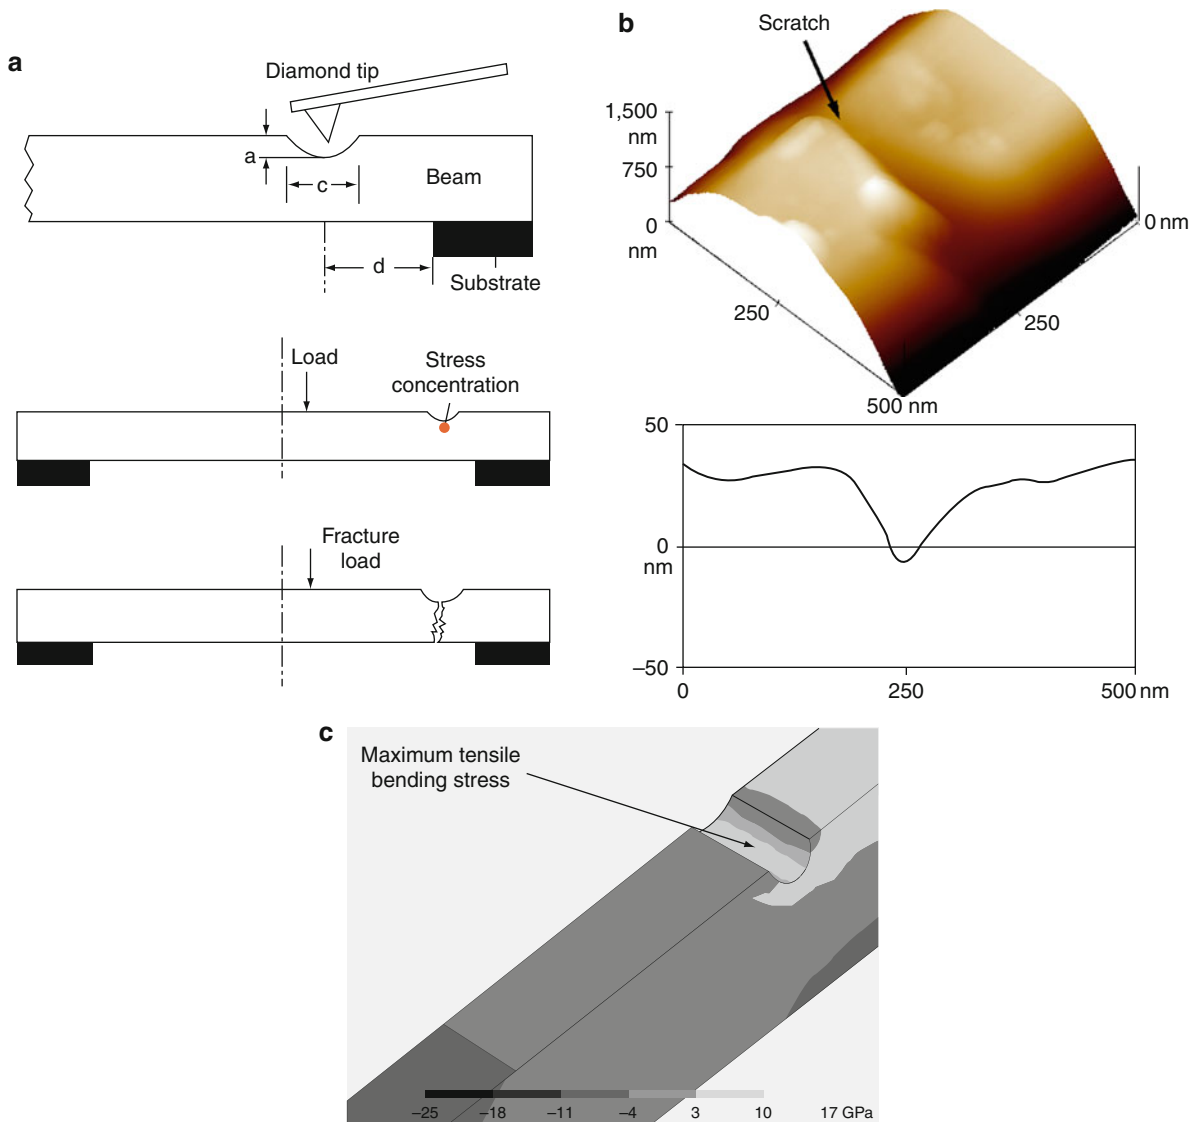 a
Diamond tip
a
c
Beam
d
Substrate
Load
Stress
concentration
Fracture
load
b
Scratch
1,500
nm
750
0
nm
0 nm
250
250
500 nm
50
0
nm
–50
0
250
500 nm
c
Maximum tensile
bending stress
–25
–18
–11
–4
3
10
17 GPa